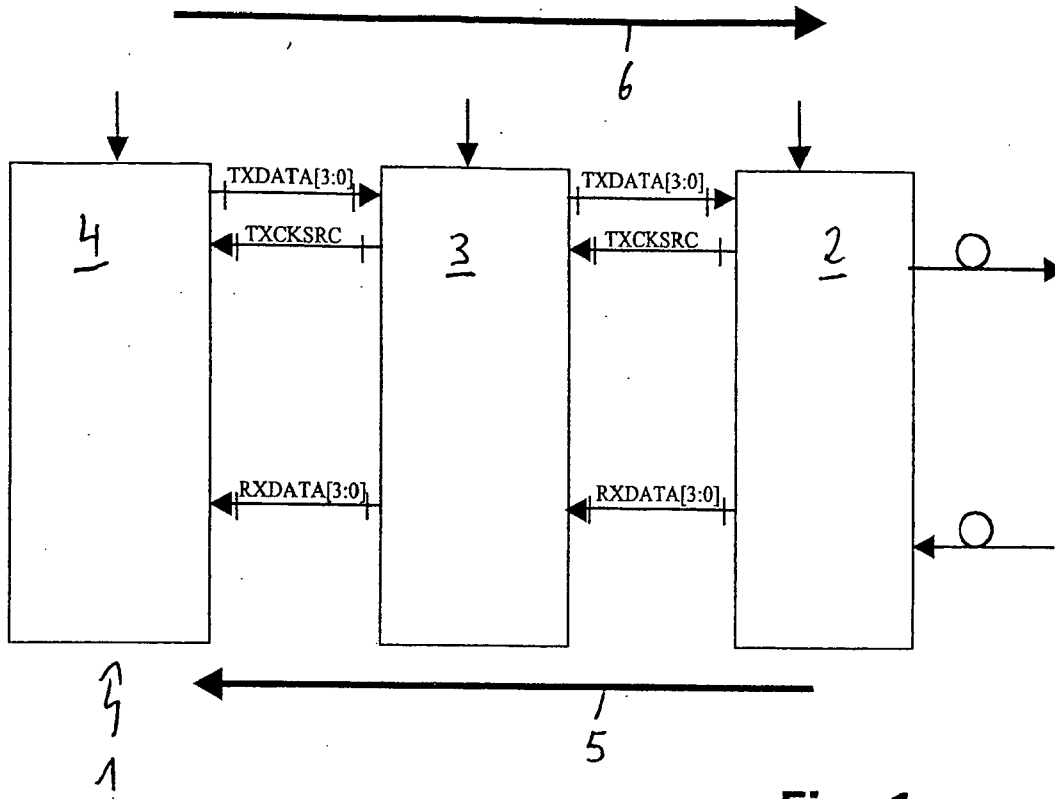 6
TXDATA[3:0] TXDATA[3:0]
4 TXCKSRC 3 TXCKSRC 2
RXDATA[3:0] RXDATA[3:0]
5
1